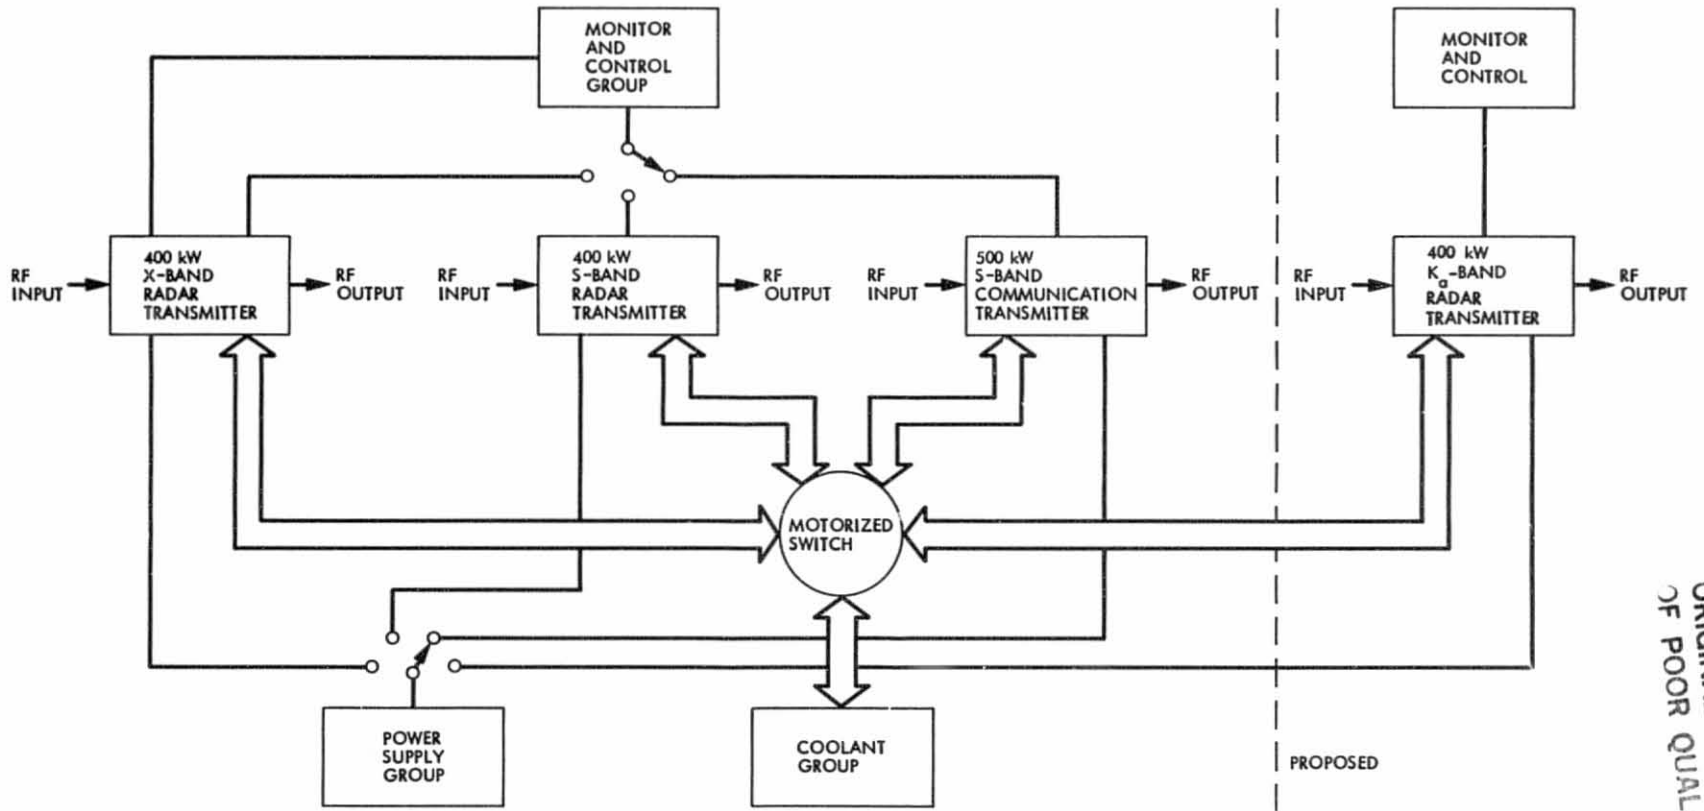 MONITOR
AND
CONTROL
GROUP
MONITOR
AND
CONTROL
RF
INPUT
400 kW
X-BAND
RADAR
TRANSMITTER
RF
OUTPUT
RF
INPUT
400 kW
S-BAND
RADAR
TRANSMITTER
RF
OUTPUT
RF
INPUT
500 kW
S-BAND
COMMUNICATION
TRANSMITTER
RF
OUTPUT
RF
INPUT
400 kW
Ka-BAND
RADAR
TRANSMITTER
RF
OUTPUT
MOTORIZED
SWITCH
POWER
SUPPLY
GROUP
COOLANT
GROUP
PROPOSED
OF POOR